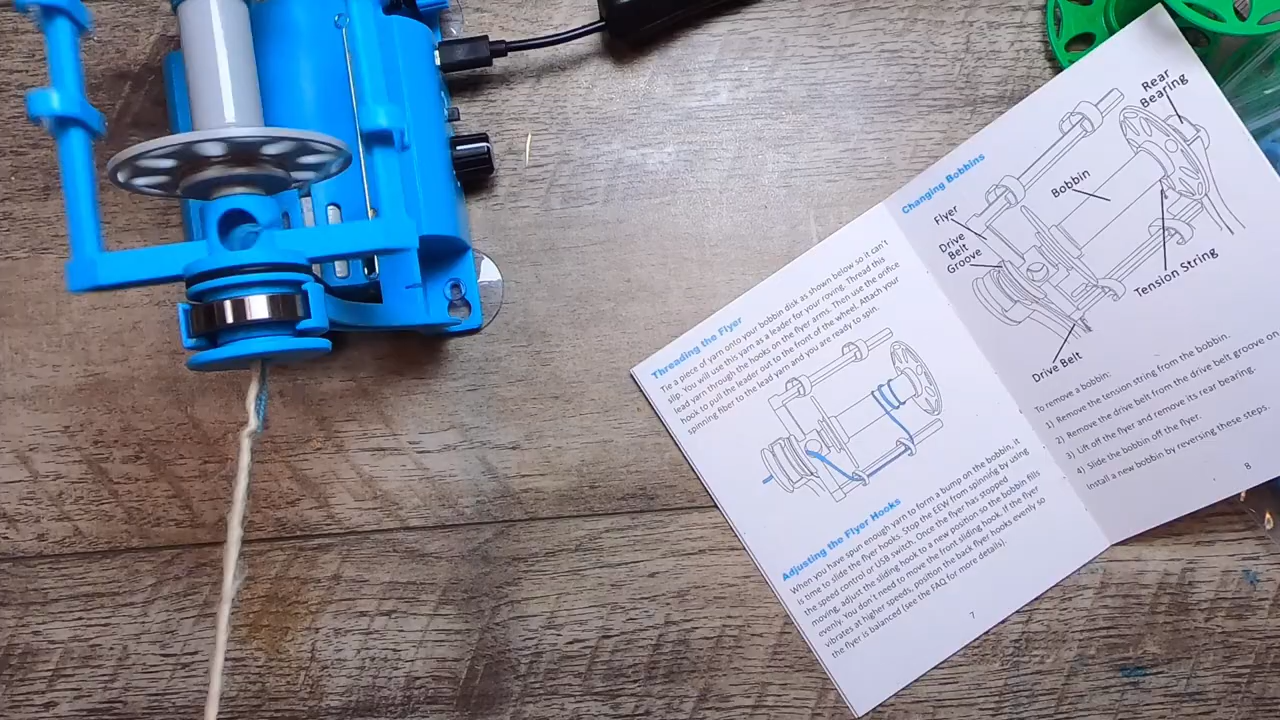 Threading the Flyer
Tie a piece of yarn onto your bobbin disk as shown below so it can't
slip. You will use this yarn as a leader for your roving. Thread this
lead yarn through the hooks on the flyer arms. Then use the orifice
hook to pull the leader out to the front of the wheel. Attach your
spinning fiber to the lead yarn and you are ready to spin.
Adjusting the Flyer Hooks
When you have spun enough yarn to form a bump on the bobbin, it
is time to slide the flyer hooks. Stop the EEW from spinning by using
the speed control or USB switch. Once the flyer has stopped
moving, adjust the sliding hook to a new position so the bobbin fills
evenly. You don't need to move the front sliding hook. If the flyer
vibrates at higher speeds, position the back flyer hooks evenly so
the flyer is balanced (see the FAQ for more details).
7
Changing Bobbins
Rear
Bearing
Bobbin
Flyer
Drive
Belt
Groove
Tension String
Drive Belt
To remove a bobbin:
1) Remove the tension string from the bobbin.
2) Remove the drive belt from the drive belt groove on
3) Lift off the flyer and remove its rear bearing.
4) Slide the bobbin off the flyer.
Install a new bobbin by reversing these steps.
8